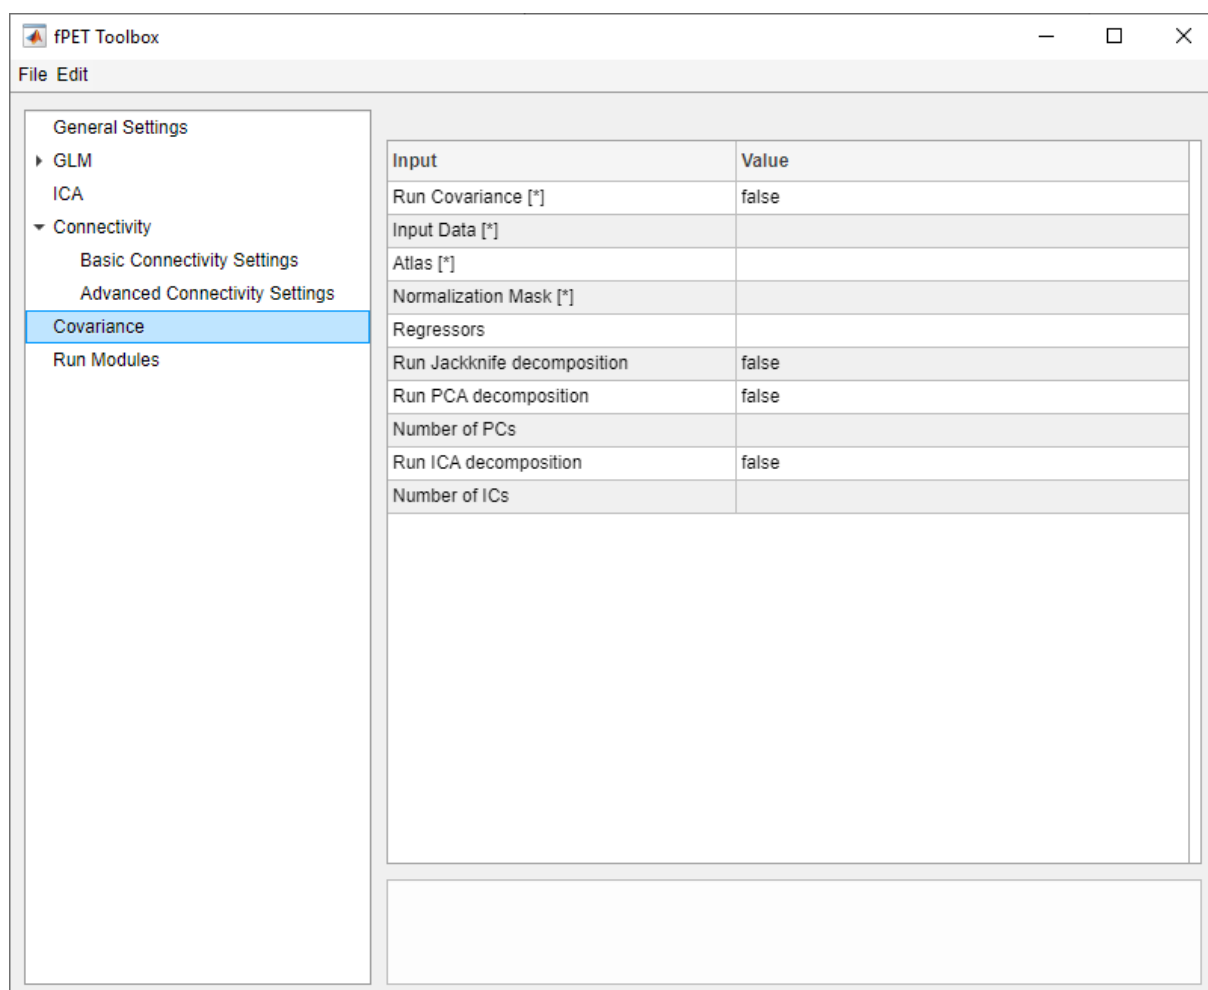 fPET Toolbox
File Edit
General Settings
GLM
ICA
Connectivity
Basic Connectivity Settings
Advanced Connectivity Settings
Covariance
Run Modules
Input Value
Run Covariance [*] false
Input Data [*]
Atlas [*]
Normalization Mask [*]
Regressors
Run Jackknife decomposition false
Run PCA decomposition false
Number of PCs
Run ICA decomposition false
Number of ICs